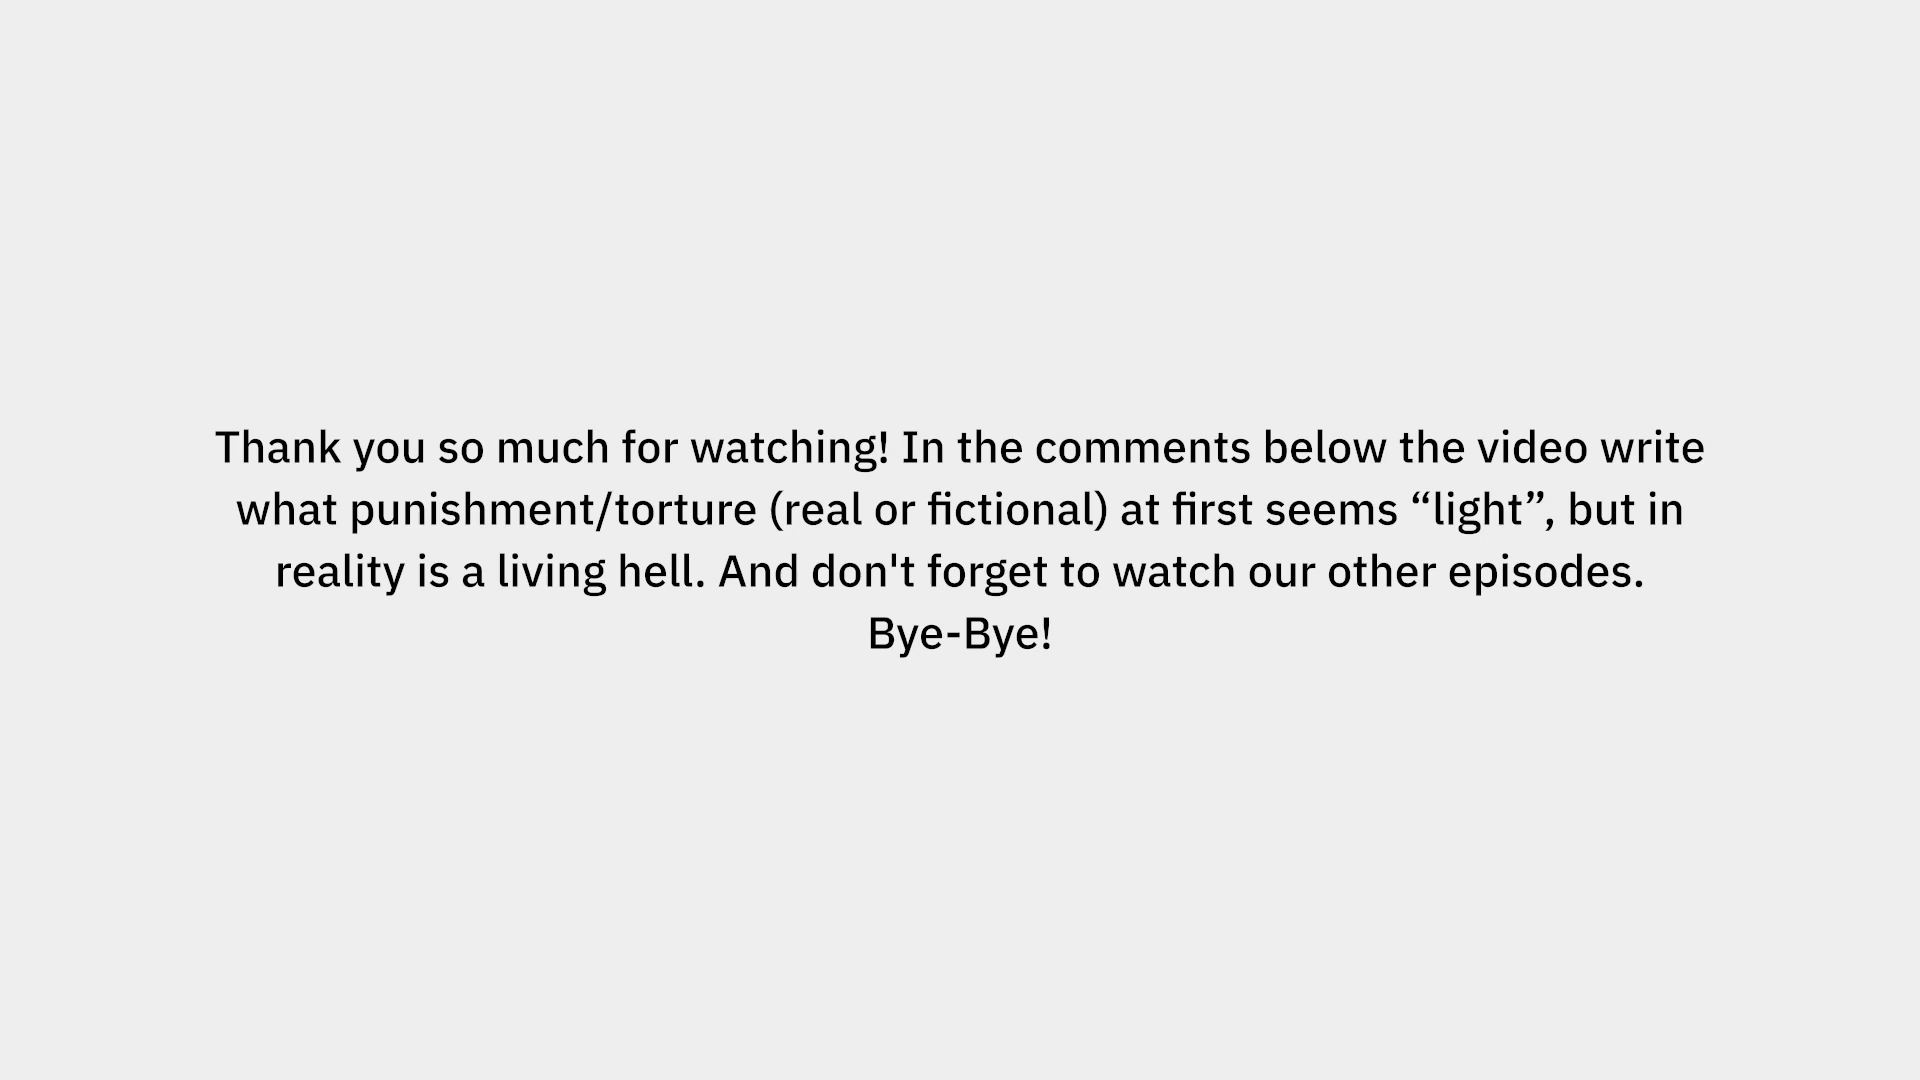 Thank you so much for watching! In the comments below the video write
what punishment/torture (real or fictional) at first seems “light”, but in
reality is a living hell. And don't forget to watch our other episodes.
Bye-Bye!